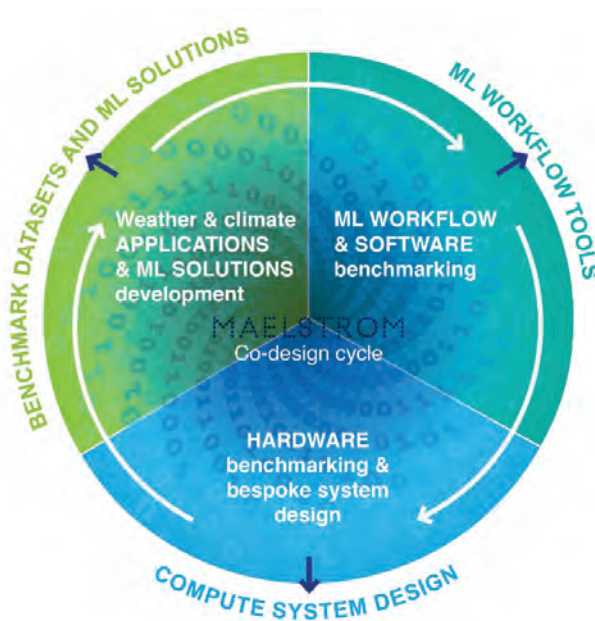 BENCHMARK DATASETS AND ML SOLUTIONS
ML WORKFLOW TOOLS
Weather & climate
APPLICATIONS
& ML SOLUTIONS
development
ML WORKFLOW
& SOFTWARE
benchmarking
MAELSTROM
Co-design cycle
HARDWARE
benchmarking &
bespoke system
design
COMPUTE SYSTEM DESIGN